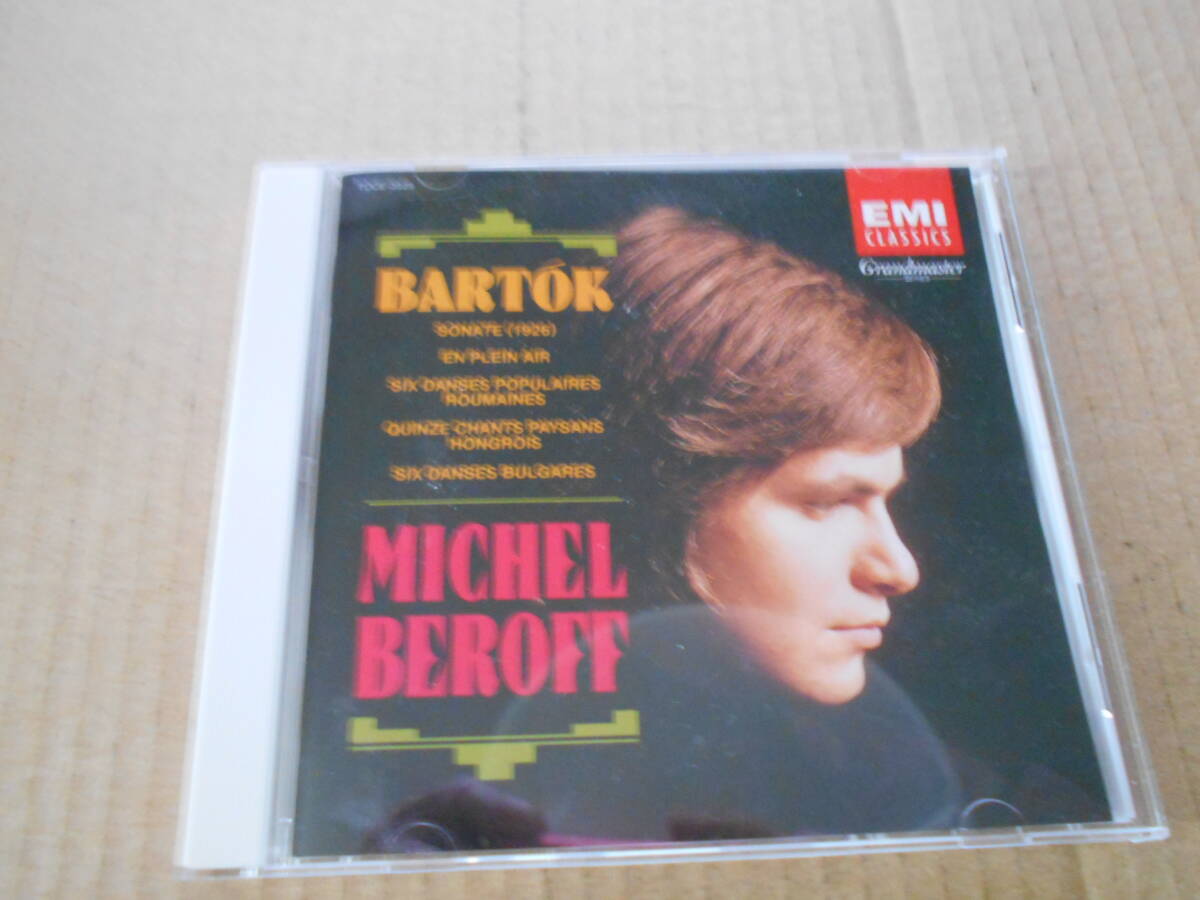 EMI
CLASSICS
Grandmaster
SERIES
BARTÓK
SONATE (1926)
EN PLEIN AIR
SIX DANSES POPULAIRES
ROUMAINES
QUINZE CHANTS PAYSANS
HONGROIS
SIX DANSES BULGARES
MICHEL
BEROFF